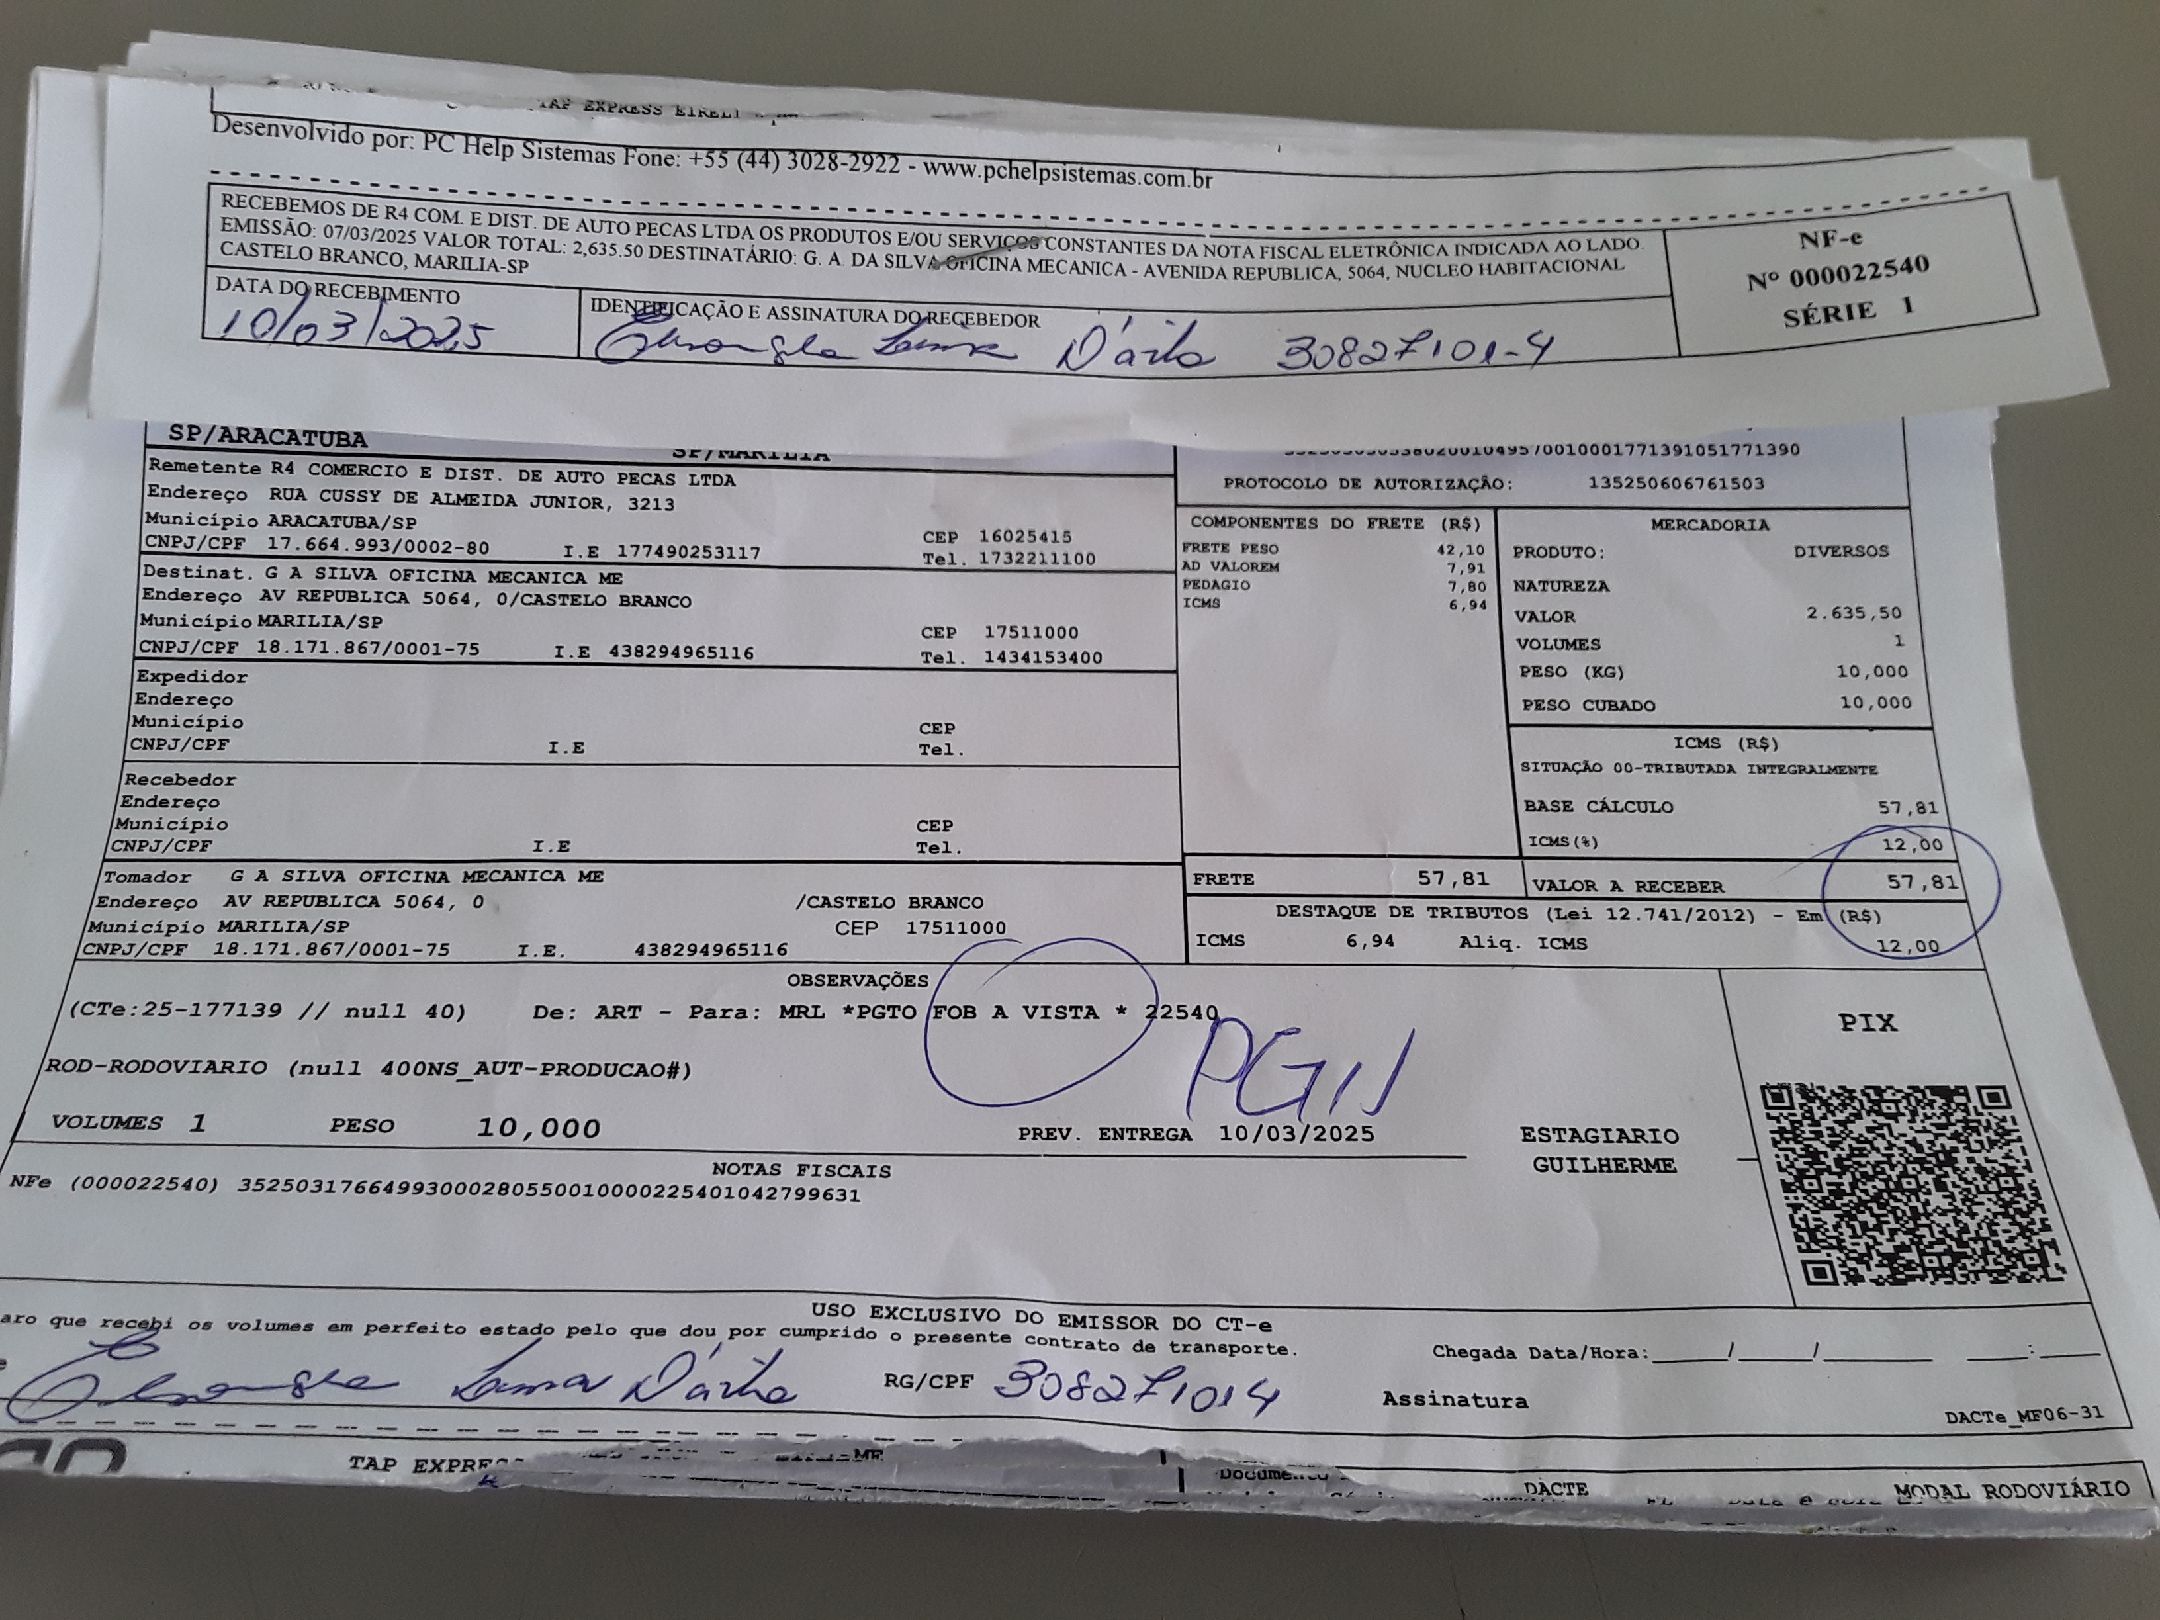 TAP EXPRESS EIRELI
Desenvolvido por: PC Help Sistemas Fone: +55 (44) 3028-2922 - www.pchelpsistemas.com.br
RECEBEMOS DE R4 COM. E DIST. DE AUTO PECAS LTDA OS PRODUTOS E/OU SERVIÇOS CONSTANTES DA NOTA FISCAL ELETRÔNICA INDICADA AO LADO.
EMISSÃO: 07/03/2025 VALOR TOTAL: 2,635.50 DESTINATÁRIO: G. A. DA SILVA OFICINA MECANICA - AVENIDA REPUBLICA, 5064, NUCLEO HABITACIONAL
CASTELO BRANCO, MARILIA-SP
NF-e
Nº 000022540
SÉRIE 1
DATA DO RECEBIMENTO
10/03/2025
IDENTIFICAÇÃO E ASSINATURA DO RECEBEDOR
D'avila 30827101-4
SP/ARACATUBA
SP/MARILIA
Remetente R4 COMERCIO E DIST. DE AUTO PECAS LTDA
Endereço RUA CUSSY DE ALMEIDA JUNIOR, 3213
Município ARACATUBA/SP
CEP 16025415
CNPJ/CPF 17.664.993/0002-80 I.E 177490253117
Tel. 1732211100
Destinat. G A SILVA OFICINA MECANICA ME
Endereço AV REPUBLICA 5064, 0/CASTELO BRANCO
Município MARILIA/SP
CEP 17511000
CNPJ/CPF 18.171.867/0001-75 I.E 438294965116
Tel. 1434153400
Expedidor
Endereço
Município
CEP
CNPJ/CPF I.E
Tel.
Recebedor
Endereço
Município
CEP
CNPJ/CPF I.E
Tel.
Tomador G A SILVA OFICINA MECANICA ME
Endereço AV REPUBLICA 5064, 0 /CASTELO BRANCO
Município MARILIA/SP CEP 17511000
CNPJ/CPF 18.171.867/0001-75 I.E. 438294965116
PROTOCOLO DE AUTORIZAÇÃO: 135250606761503
COMPONENTES DO FRETE (R$)
FRETE PESO 42,10
AD VALOREM 7,91
PEDAGIO 7,80
ICMS 6,94
MERCADORIA
PRODUTO: DIVERSOS
NATUREZA
VALOR 2.635,50
VOLUMES 1
PESO (KG) 10,000
PESO CUBADO 10,000
ICMS (R$)
SITUAÇÃO 00-TRIBUTADA INTEGRALMENTE
BASE CÁLCULO 57,81
ICMS(%) 12,00
FRETE 57,81
VALOR A RECEBER 57,81
DESTAQUE DE TRIBUTOS (Lei 12.741/2012) - Em (R$)
ICMS 6,94 Aliq. ICMS 12,00
OBSERVAÇÕES
(CTe:25-177139 // null 40) De: ART - Para: MRL *PGTO FOB A VISTA * 22540
ROD-RODOVIARIO (null 400NS_AUT-PRODUCAO#)
VOLUMES 1 PESO 10,000
PREV. ENTREGA 10/03/2025
ESTAGIARIO
GUILHERME
PIX
NOTAS FISCAIS
NFe (000022540) 35250317664993000280550010000225401042799631
USO EXCLUSIVO DO EMISSOR DO CT-e
aro que recebi os volumes em perfeito estado pelo que dou por cumprido o presente contrato de transporte.
D'avila RG/CPF 308271014
Chegada Data/Hora:____/____/______ ____:____
Assinatura
DACTe_MF06-31
TAP EXPRESS
DACTE
MODAL RODOVIÁRIO